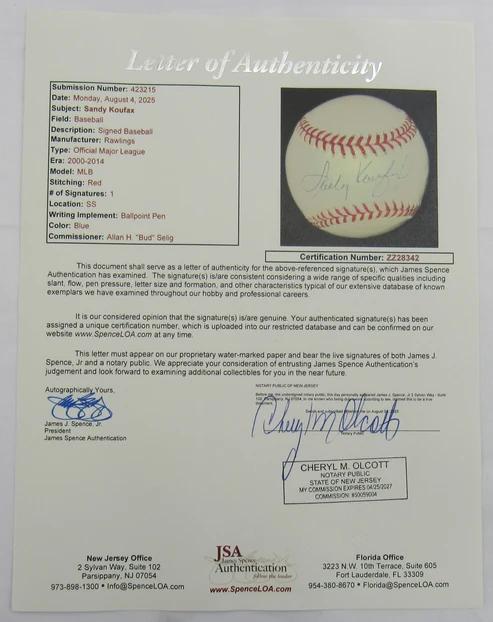 Letter of Authenticity
Submission Number: 423215
Date: Monday, August 4, 2025
Subject: Sandy Koufax
Field: Baseball
Description: Signed Baseball
Manufacturer: Rawlings
Type: Official Major League
Era: 2000-2014
Model: MLB
Stitching: Red
# of Signatures: 1
Location: SS
Writing Implement: Ballpoint Pen
Color: Blue
Commissioner: Allan H. "Bud" Selig
Sandy Koufax
Certification Number: ZZ28342
This document shall serve as a letter of authenticity for the above-referenced signature(s), which James Spence
Authentication has examined. The signature(s) is/are consistent considering a wide range of specific qualities including
slant, flow, pen pressure, letter size and formation, and other characteristics typical of our extensive database of known
exemplars we have examined throughout our hobby and professional careers.
It is our considered opinion that the signature(s) is/are genuine. Your authenticated signature(s) has been
assigned a unique certification number, which is uploaded into our restricted database and can be confirmed on our
website www.SpenceLOA.com at any time.
This letter must appear on our proprietary water-marked paper and bear the live signatures of both James J.
Spence, Jr and a notary public. We appreciate your consideration of entrusting James Spence Authentication's
judgement and look forward to examining additional collectibles for you in the near future.
Autographically Yours,
James J. Spence, Jr.
President
James Spence Authentication
NOTARY PUBLIC OF NEW JERSEY
Cheryl M Olcott
Notary Public
CHERYL M. OLCOTT
NOTARY PUBLIC
STATE OF NEW JERSEY
MY COMMISSION EXPIRES 04/25/2027
COMMISSION: #50059004
New Jersey Office
2 Sylvan Way, Suite 102
Parsippany, NJ 07054
973-898-1300 • Info@SpenceLOA.com
JSA
James Spence
Authentication
follow the leader
www.SpenceLOA.com
Florida Office
3223 N.W. 10th Terrace, Suite 605
Fort Lauderdale, FL 33309
954-380-8670 • Florida@SpenceLOA.com